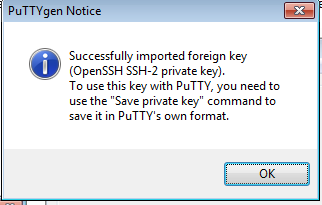 PuTTYgen Notice
Successfully imported foreign key
(OpenSSH SSH-2 private key).
To use this key with PuTTY, you need to
use the "Save private key" command to
save it in PuTTY's own format.
OK